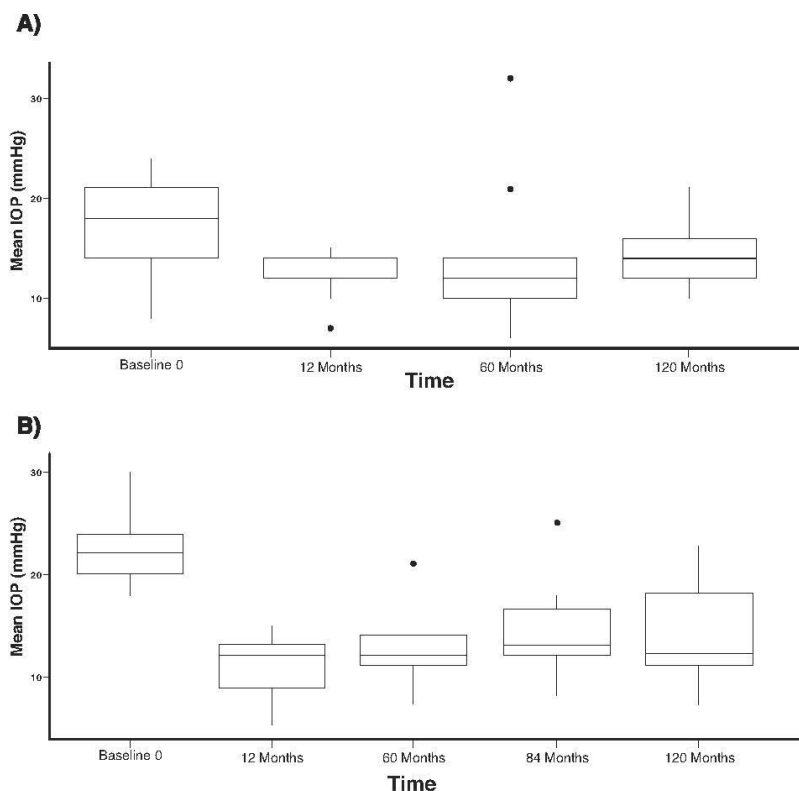 A)
Mean IOP (mmHg)
30
20
10
Baseline 0
12 Months
60 Months
120 Months
Time
B)
Mean IOP (mmHg)
30
20
10
Baseline 0
12 Months
60 Months
84 Months
120 Months
Time